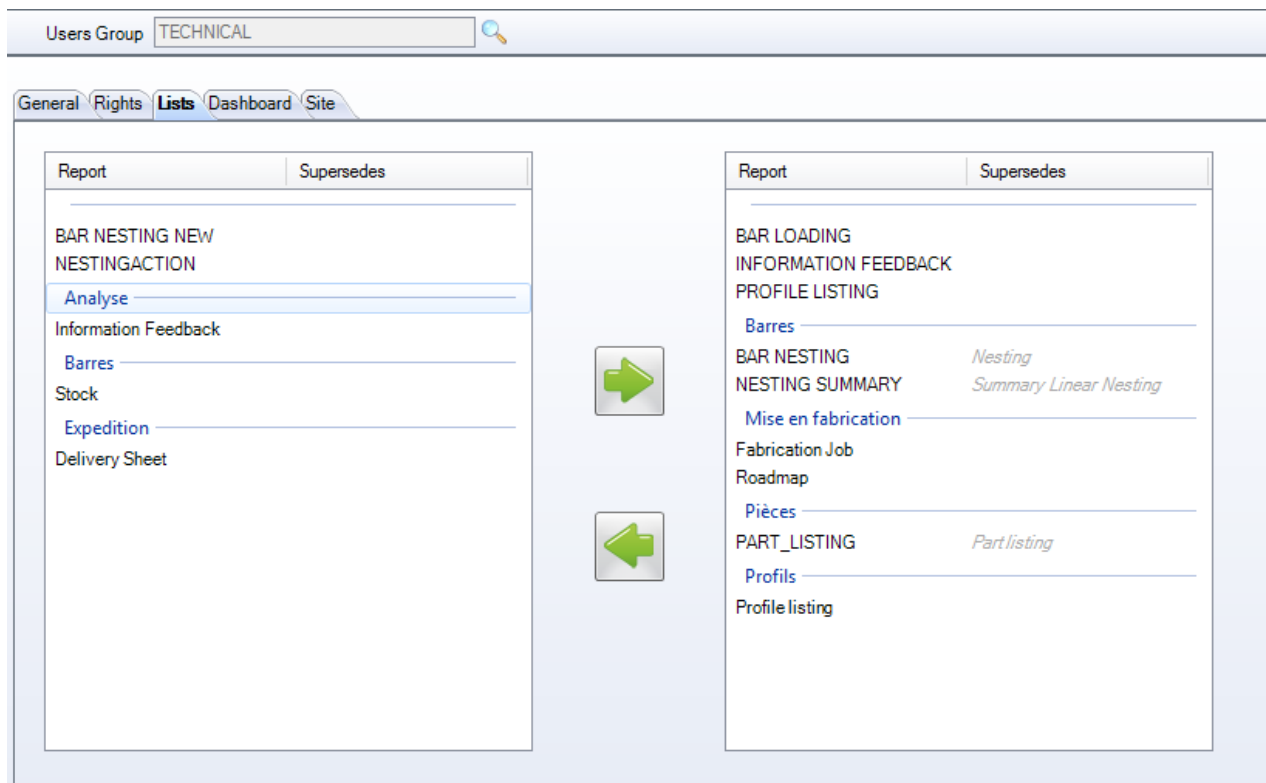 Users Group TECHNICAL
General Rights Lists Dashboard Site
Report Supersedes
BAR NESTING NEW
NESTINGACTION
Analyse
Information Feedback
Barres
Stock
Expedition
Delivery Sheet
Report Supersedes
BAR LOADING
INFORMATION FEEDBACK
PROFILE LISTING
Barres
BAR NESTING Nesting
NESTING SUMMARY Summary Linear Nesting
Mise en fabrication
Fabrication Job
Roadmap
Pièces
PART_LISTING Part listing
Profils
Profile listing